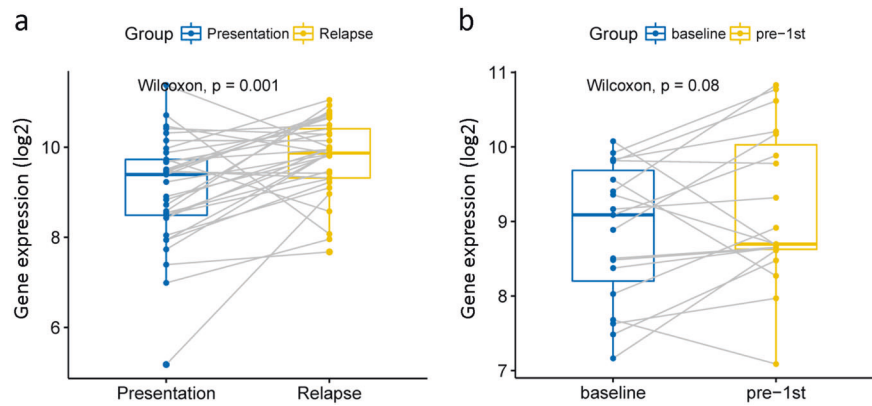 a
Group Presentation Relapse
Wilcoxon, p = 0.001
Gene expression (log2)
10
8
6
Presentation Relapse
b
Group baseline pre−1st
Wilcoxon, p = 0.08
Gene expression (log2)
11
10
9
8
7
baseline pre−1st